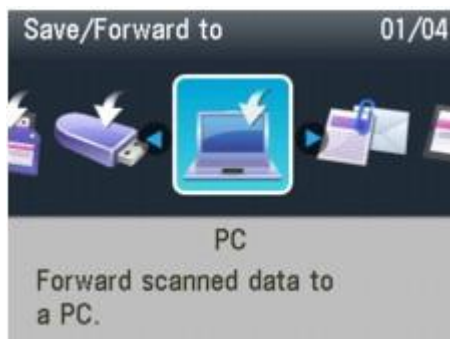 Save/Forward to 01/04
PC
Forward scanned data to
a PC.